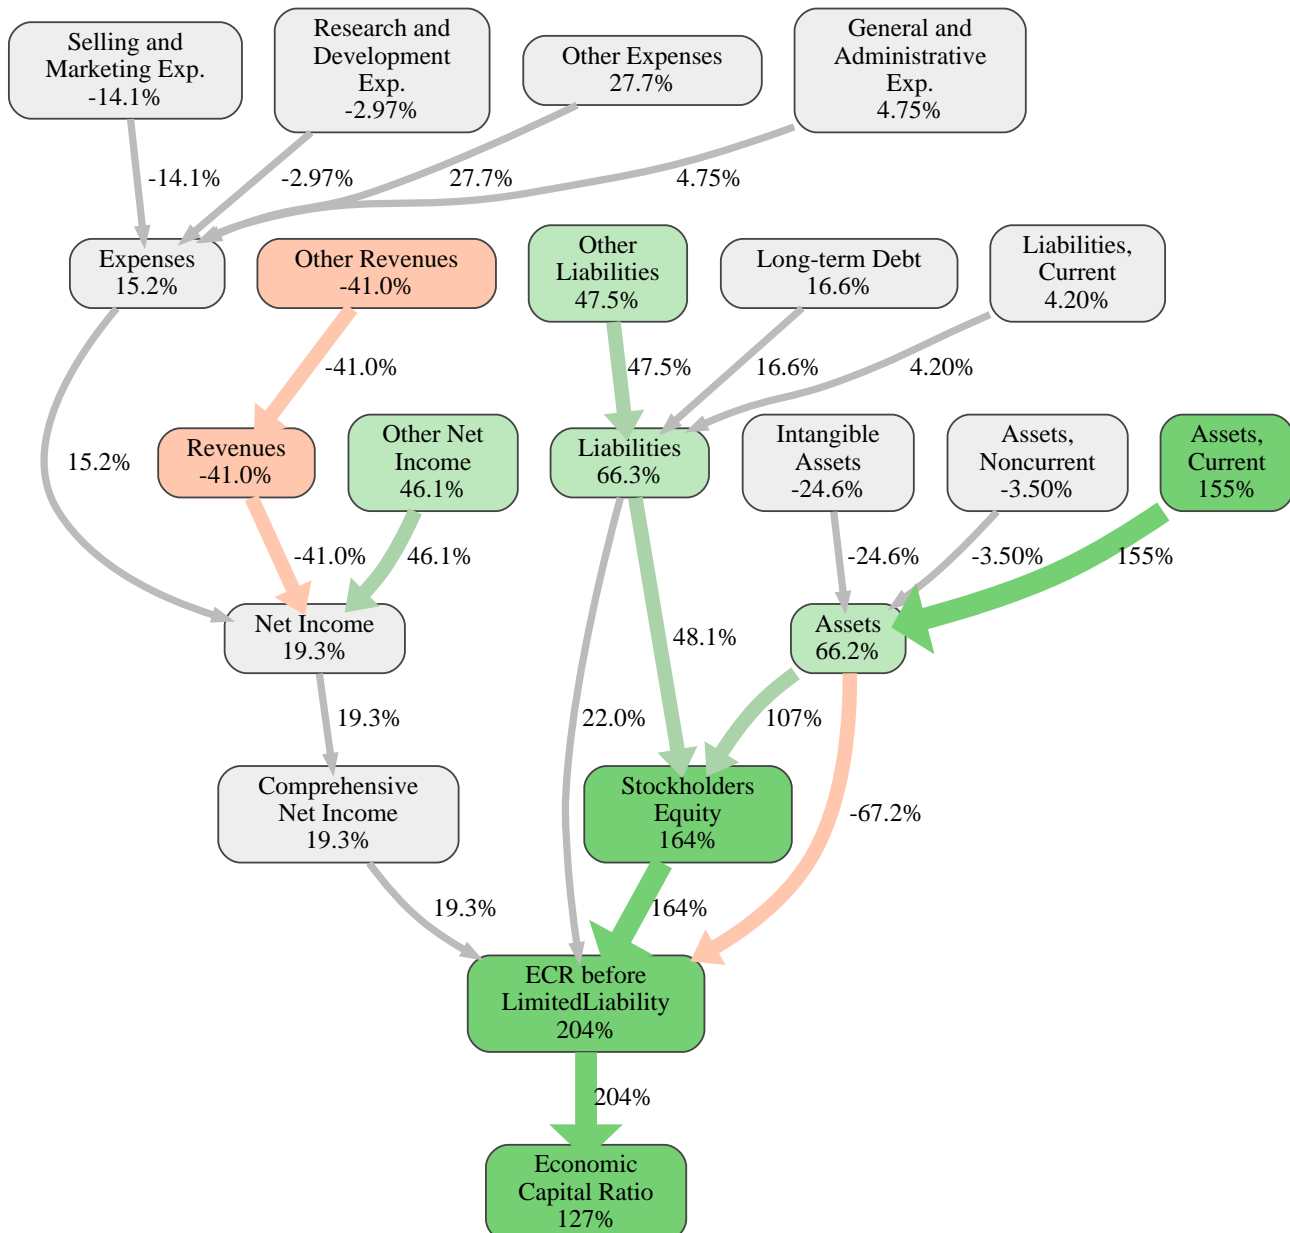 Selling and
Marketing Exp.
-14.1%
Research and
Development
Exp.
-2.97%
Other Expenses
27.7%
General and
Administrative
Exp.
4.75%
-14.1%
-2.97%
27.7%
4.75%
Expenses
15.2%
Other Revenues
-41.0%
Other
Liabilities
47.5%
Long-term Debt
16.6%
Liabilities,
Current
4.20%
-41.0%
47.5%
16.6%
4.20%
15.2%
Revenues
-41.0%
Other Net
Income
46.1%
Liabilities
66.3%
Intangible
Assets
-24.6%
Assets,
Noncurrent
-3.50%
Assets,
Current
155%
-41.0%
46.1%
-24.6%
-3.50%
155%
Net Income
19.3%
48.1%
Assets
66.2%
19.3%
22.0%
107%
Comprehensive
Net Income
19.3%
Stockholders
Equity
164%
-67.2%
19.3%
164%
ECR before
LimitedLiability
204%
204%
Economic
Capital Ratio
127%